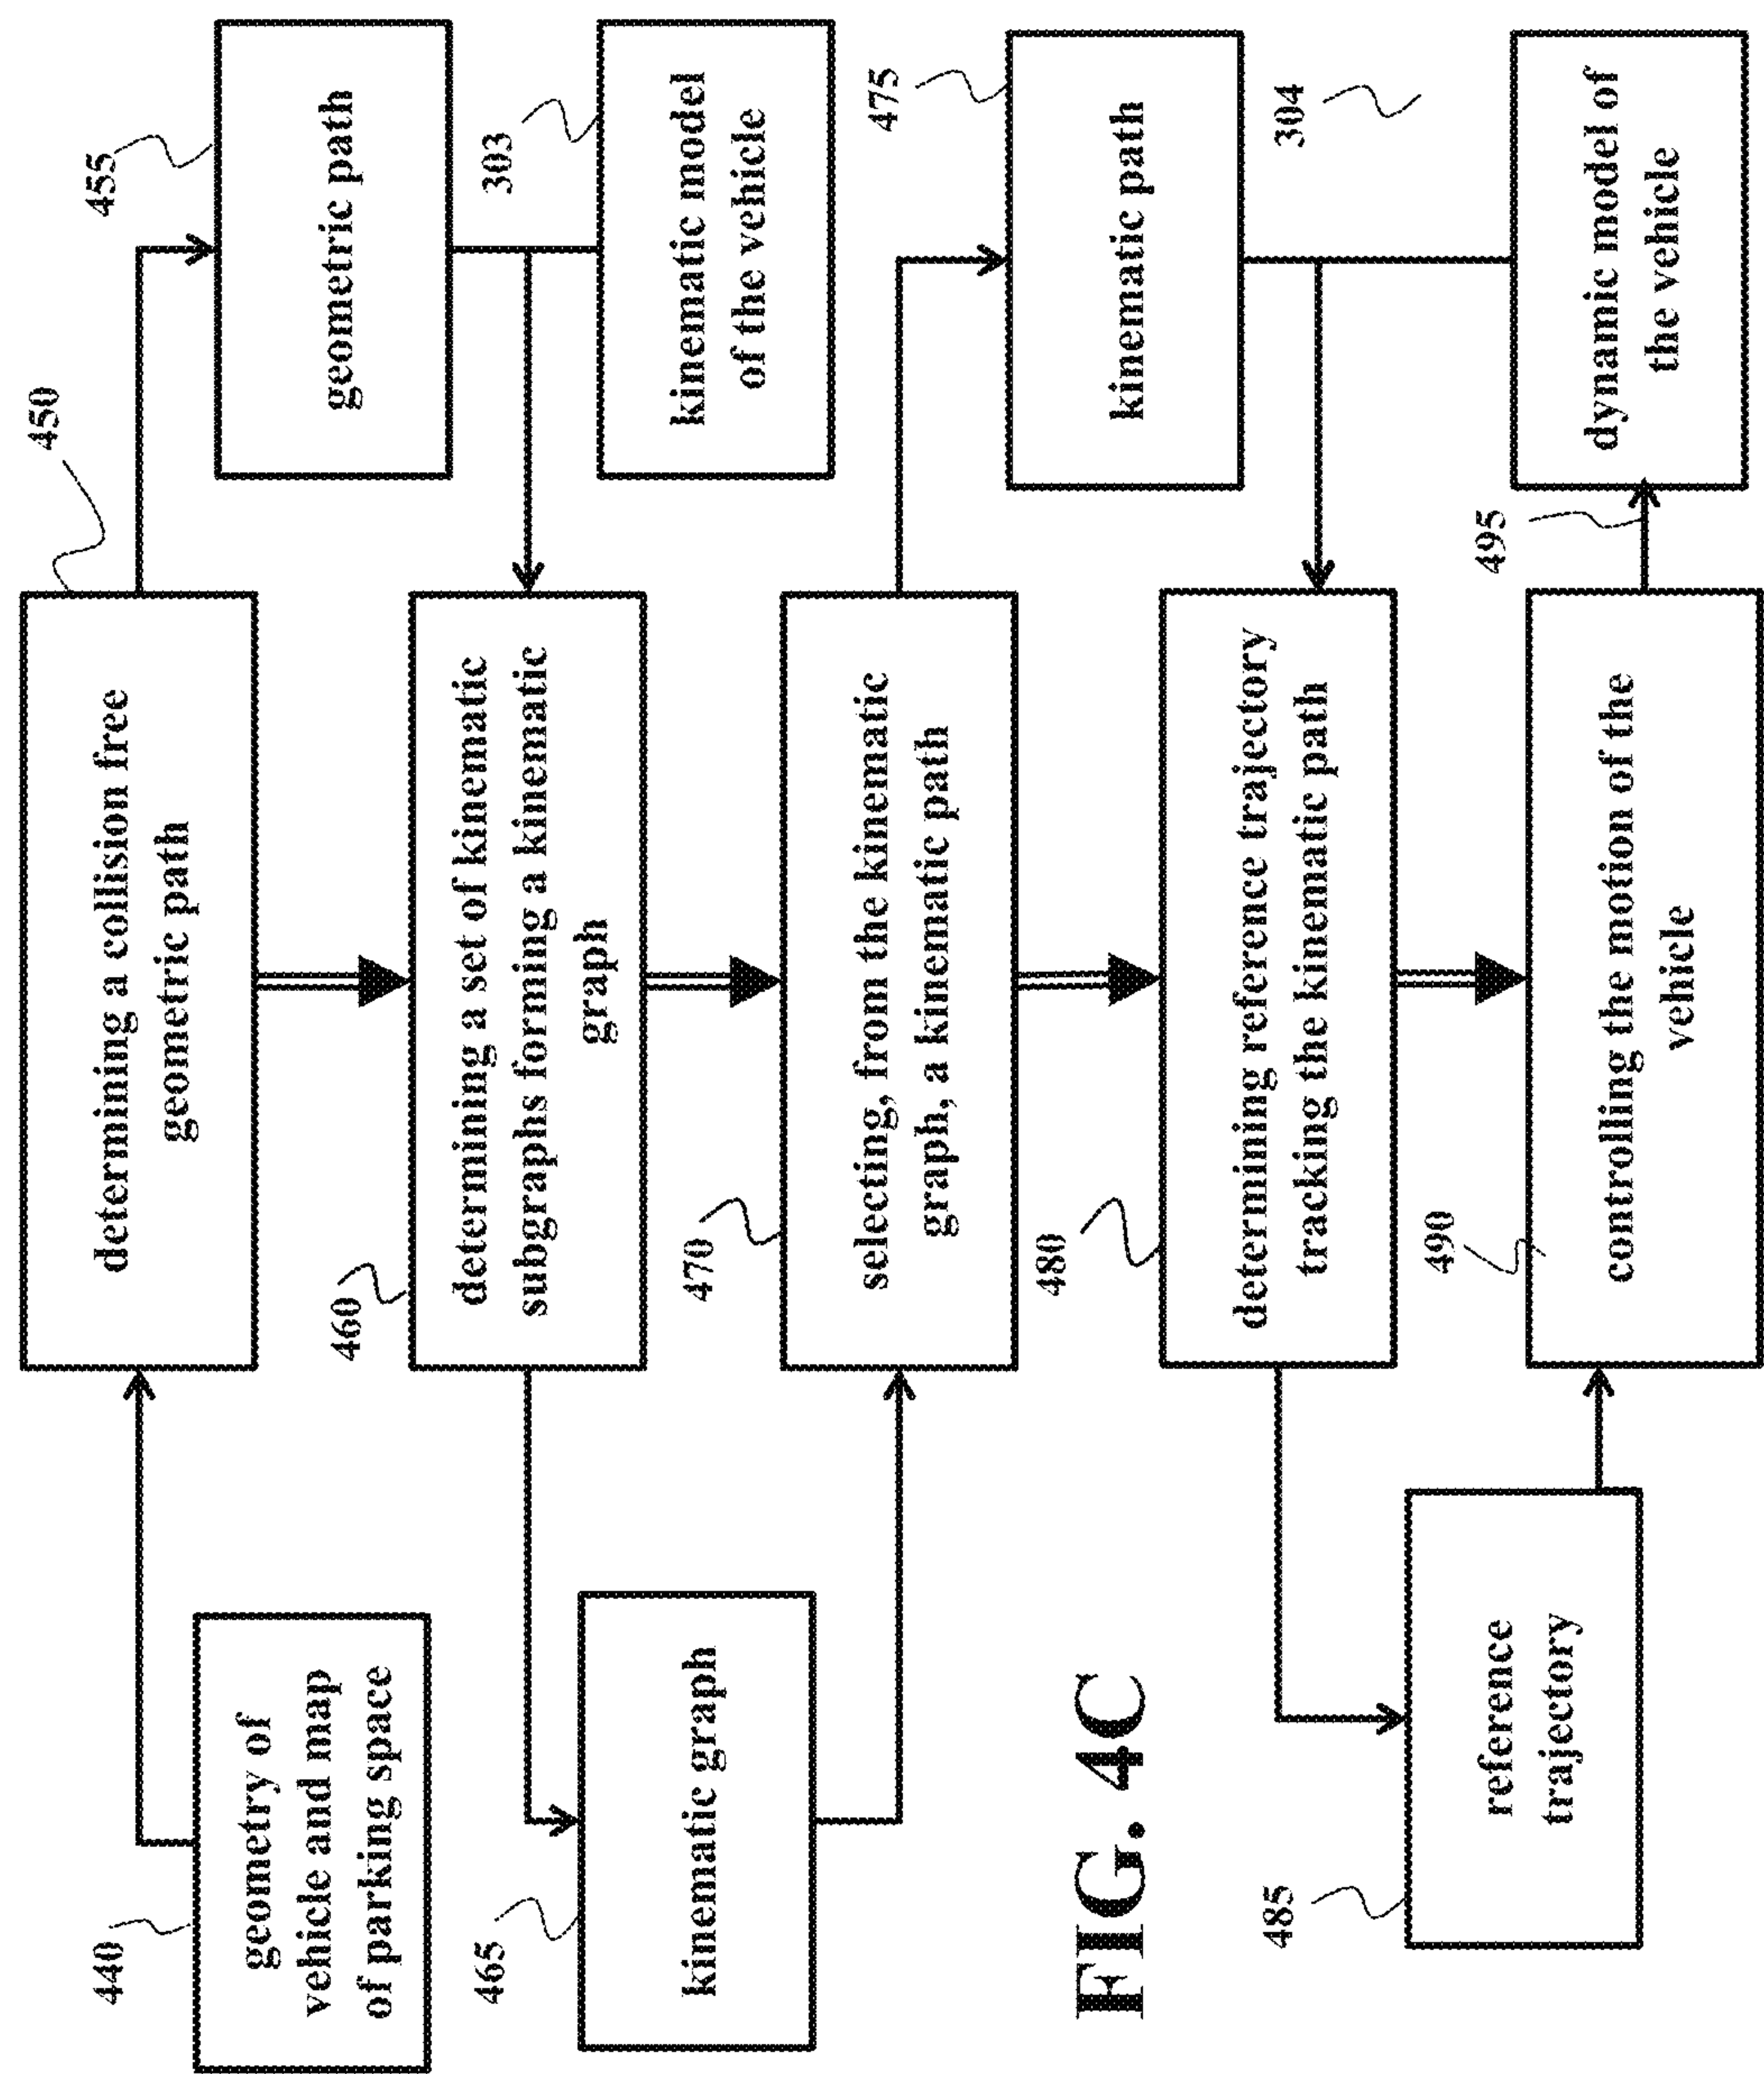 440
geometry of
vehicle and map
of parking space
450
determining a collision free
geometric path
455
geometric path
460
determining a set of kinematic
subgraphs forming a kinematic
graph
303
kinematic model
of the vehicle
465
kinematic graph
470
selecting, from the kinematic
graph, a kinematic path
475
kinematic path
480
determining reference trajectory
tracking the kinematic path
304
dynamic model of
the vehicle
485
reference
trajectory
490
controlling the motion of the
vehicle
495
FIG. 4C